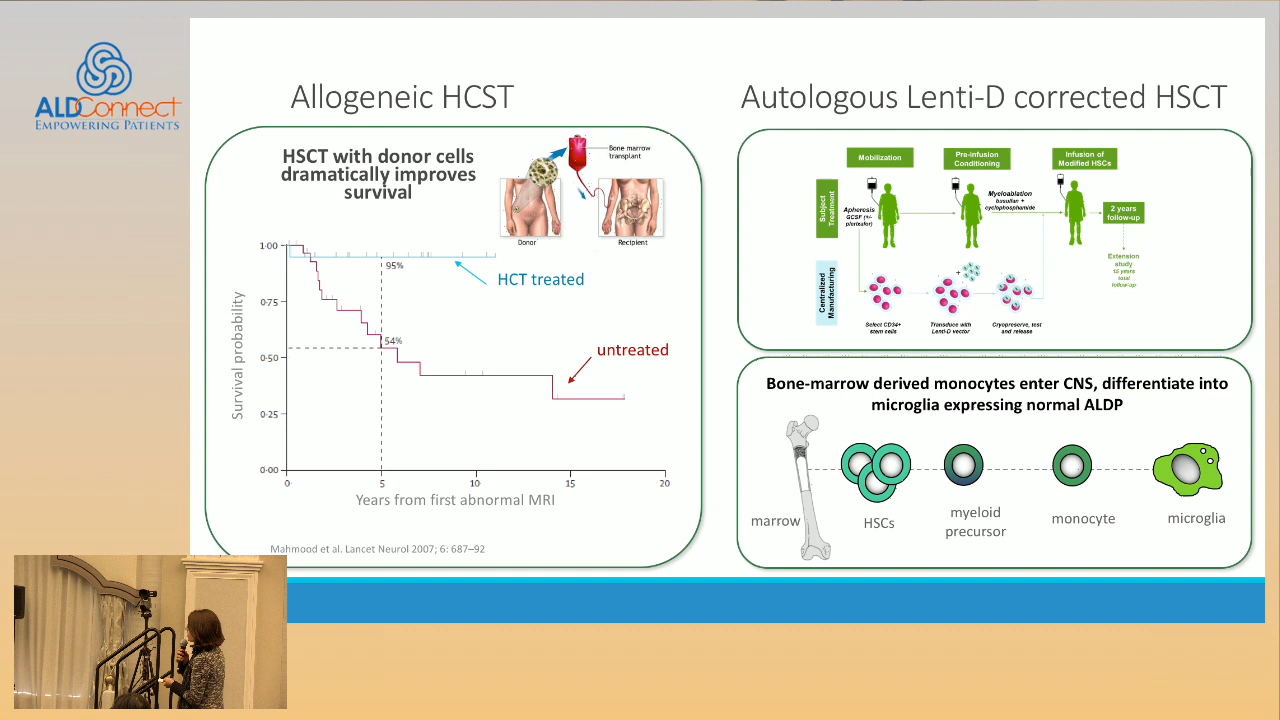 ALDConnect
EMPOWERING PATIENTS
Allogeneic HCST
HSCT with donor cells
dramatically improves
survival
Bone marrow
transplant
Donor
Recipient
1·00
0·75
0·50
0·25
0·00
Survival probability
95%
54%
HCT treated
untreated
0
5
10
15
20
Years from first abnormal MRI
Mahmood et al. Lancet Neurol 2007; 6: 687–92
Autologous Lenti-D corrected HSCT
Mobilization
Pre-infusion
Conditioning
Infusion of
Modified HSCs
Subject
Treatment
Apheresis
GCSF (+/-
plerixafor)
Myeloablation
busulfan +
cyclophosphamide
2 years
follow-up
Extension
study
15 years
total
follow-up
Centralized
Manufacturing
+
Select CD34+
stem cells
Transduce with
Lenti-D vector
Cryopreserve, test
and release
Bone-marrow derived monocytes enter CNS, differentiate into
microglia expressing normal ALDP
marrow
HSCs
myeloid
precursor
monocyte
microglia